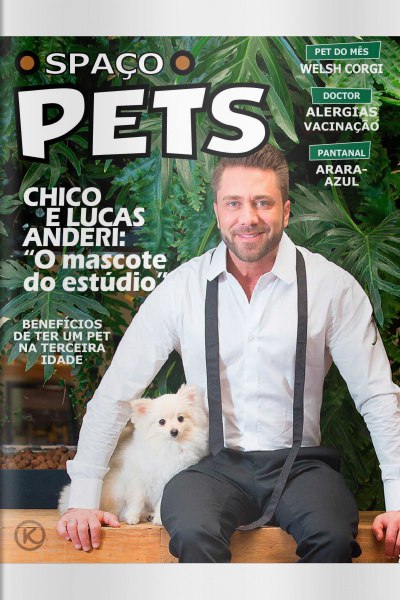 SPAÇO
PETS
PET DO MÊS
WELSH CORGI
DOCTOR
ALERGIAS
VACINAÇÃO
PANTANAL
ARARA-
AZUL
CHICO
E LUCAS
ANDERI:
"O mascote
do estúdio"
BENEFÍCIOS
DE TER UM PET
NA TERCEIRA
IDADE
K